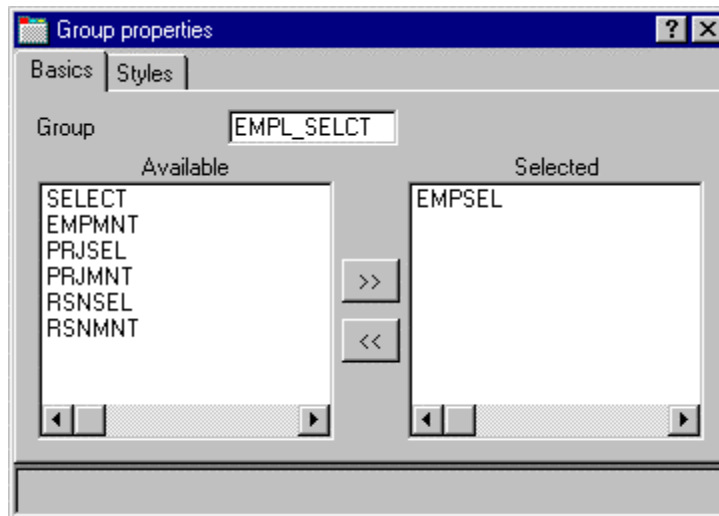 Group properties
Basics Styles
Group EMPL_SELCT
Available Selected
SELECT EMPSEL
EMPMNT
PRJSEL
PRJMNT
RSNSEL
RSNMNT
>>
<<